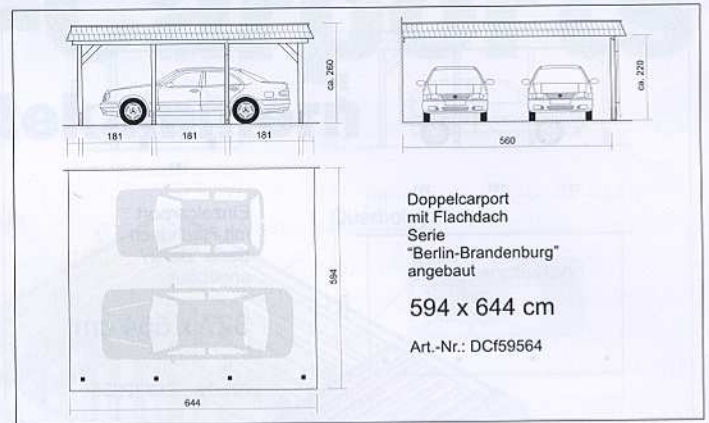 ca. 260
181
181
181
ca. 220
560
594
644
Doppelcarport
mit Flachdach
Serie
"Berlin-Brandenburg"
angebaut
594 x 644 cm
Art.-Nr.: DCf59564